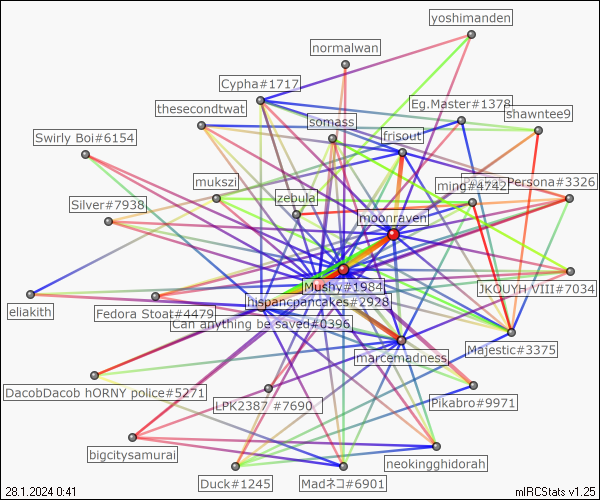 yoshimanden
normalwan
Cypha#1717
Eg.Master#1378
thesecondtwat
shawntee9
somass
frisout
Swirly Boi#6154
mukszi
ming#4742
Persona#3326
zebula
Silver#7938
moonraven
Mushy#1984
JKOUYH VIII#7034
hispancpancakes#2928
eliakith
Fedora Stoat#4479
Can anything be saved#0396
Majestic#3375
marcemadness
DacobDacob hORNY police#5271
LPK2387 #7690
Pikabro#9971
bigcitysamurai
neokingghidorah
Duck#1245
Madネコ#6901
28.1.2024 0:41
mIRCStats v1.25